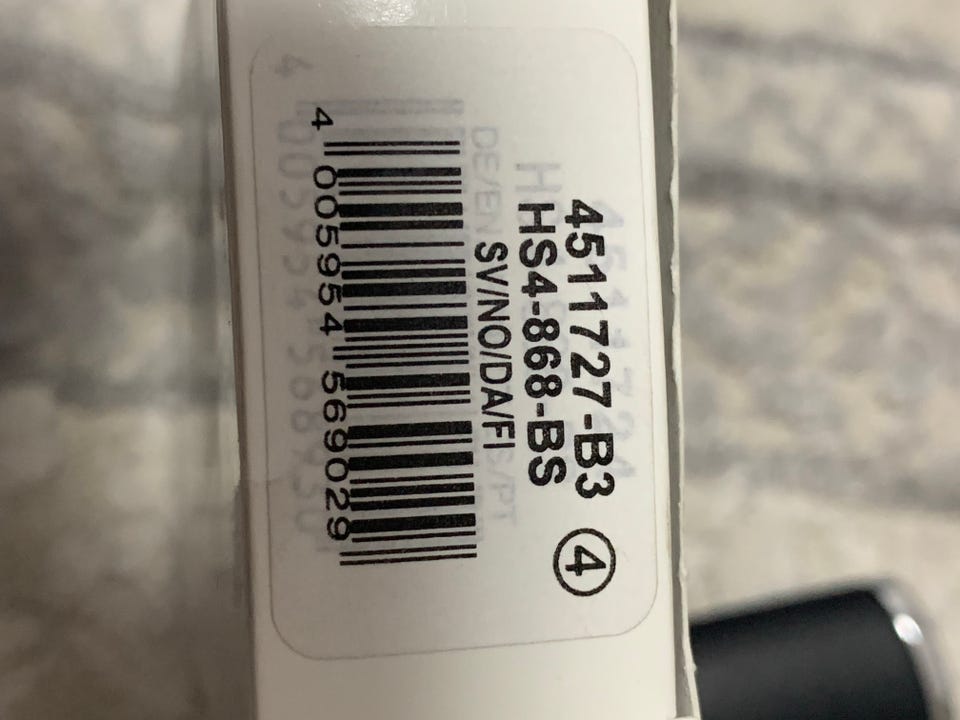 4511727-B3 ④
HS4-868-BS
SV/NO/DA/FI
4 005954 569029